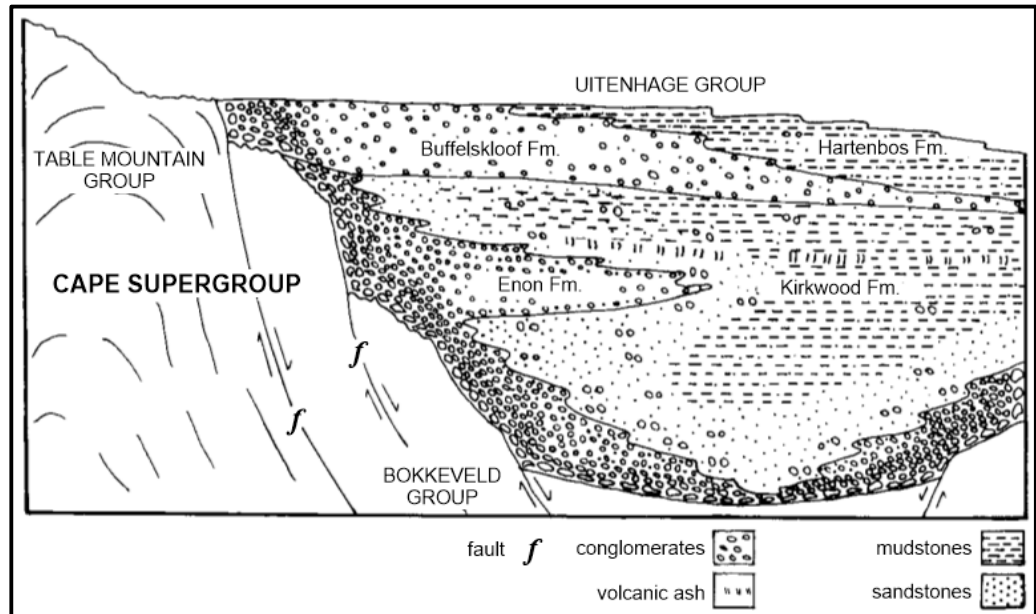 UITENHAGE GROUP
Buffelskloof Fm.
Hartenbos Fm.
TABLE MOUNTAIN
GROUP
CAPE SUPERGROUP
Enon Fm.
Kirkwood Fm.
f
f
BOKKEVELD
GROUP
fault f conglomerates mudstones
volcanic ash sandstones